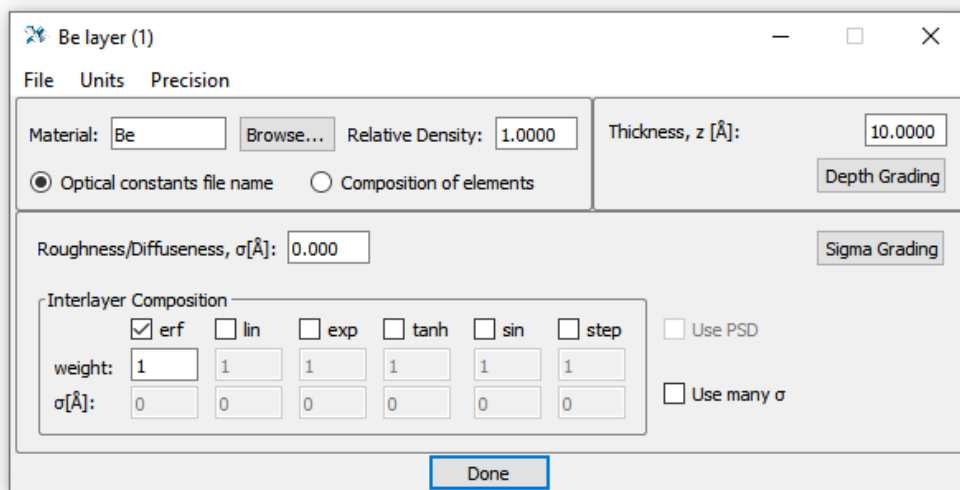 Be layer (1)
File Units Precision
Material: Be Browse... Relative Density: 1.0000
Optical constants file name Composition of elements
Thickness, z [Å]: 10.0000
Depth Grading
Roughness/Diffuseness, σ[Å]: 0.000
Sigma Grading
Interlayer Composition
erf lin exp tanh sin step
weight: 1 1 1 1 1 1
σ[Å]: 0 0 0 0 0 0
Use PSD
Use many σ
Done